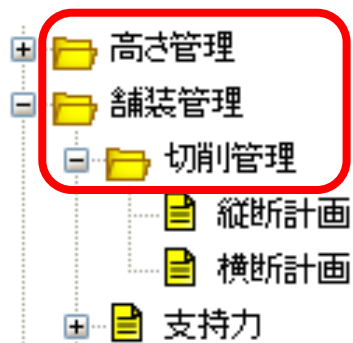 高さ管理
舗装管理
切削管理
縦断計画
横断計画
支持力